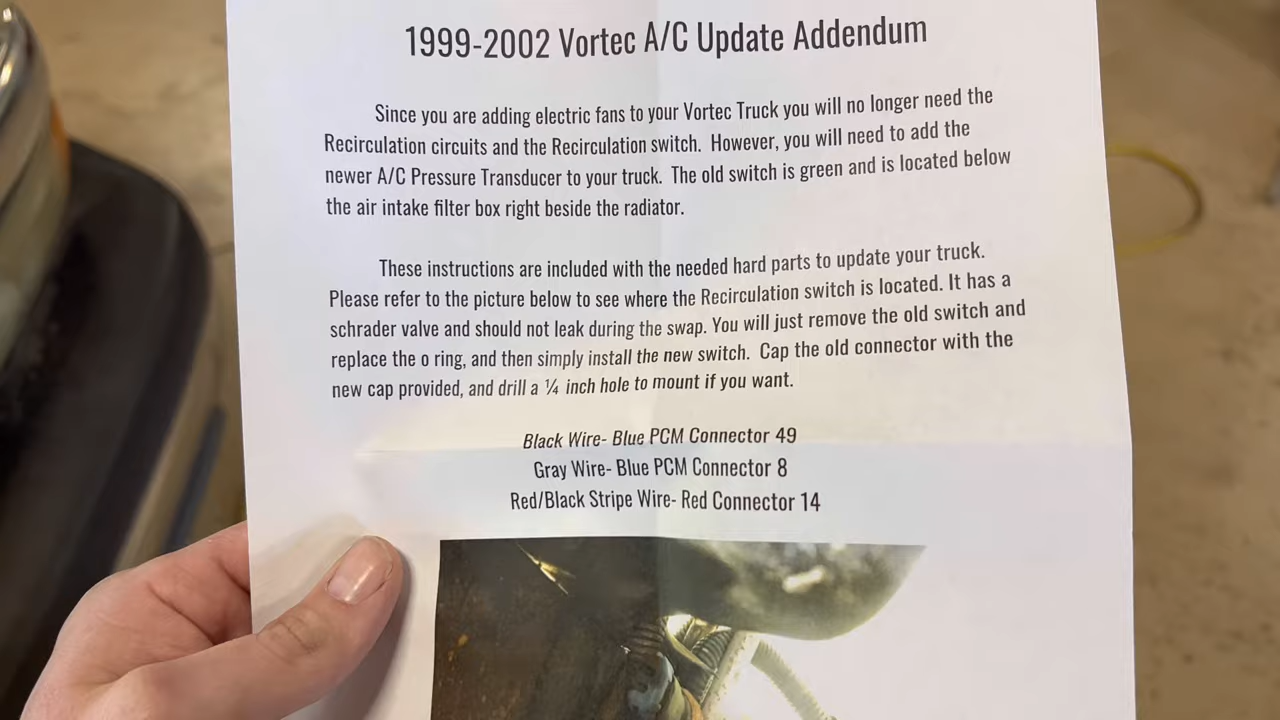 1999-2002 Vortec A/C Update Addendum
Since you are adding electric fans to your Vortec Truck you will no longer need the
Recirculation circuits and the Recirculation switch. However, you will need to add the
newer A/C Pressure Transducer to your truck. The old switch is green and is located below
the air intake filter box right beside the radiator.
These instructions are included with the needed hard parts to update your truck.
Please refer to the picture below to see where the Recirculation switch is located. It has a
schrader valve and should not leak during the swap. You will just remove the old switch and
replace the o ring, and then simply install the new switch. Cap the old connector with the
new cap provided, and drill a ¼ inch hole to mount if you want.
Black Wire- Blue PCM Connector 49
Gray Wire- Blue PCM Connector 8
Red/Black Stripe Wire- Red Connector 14